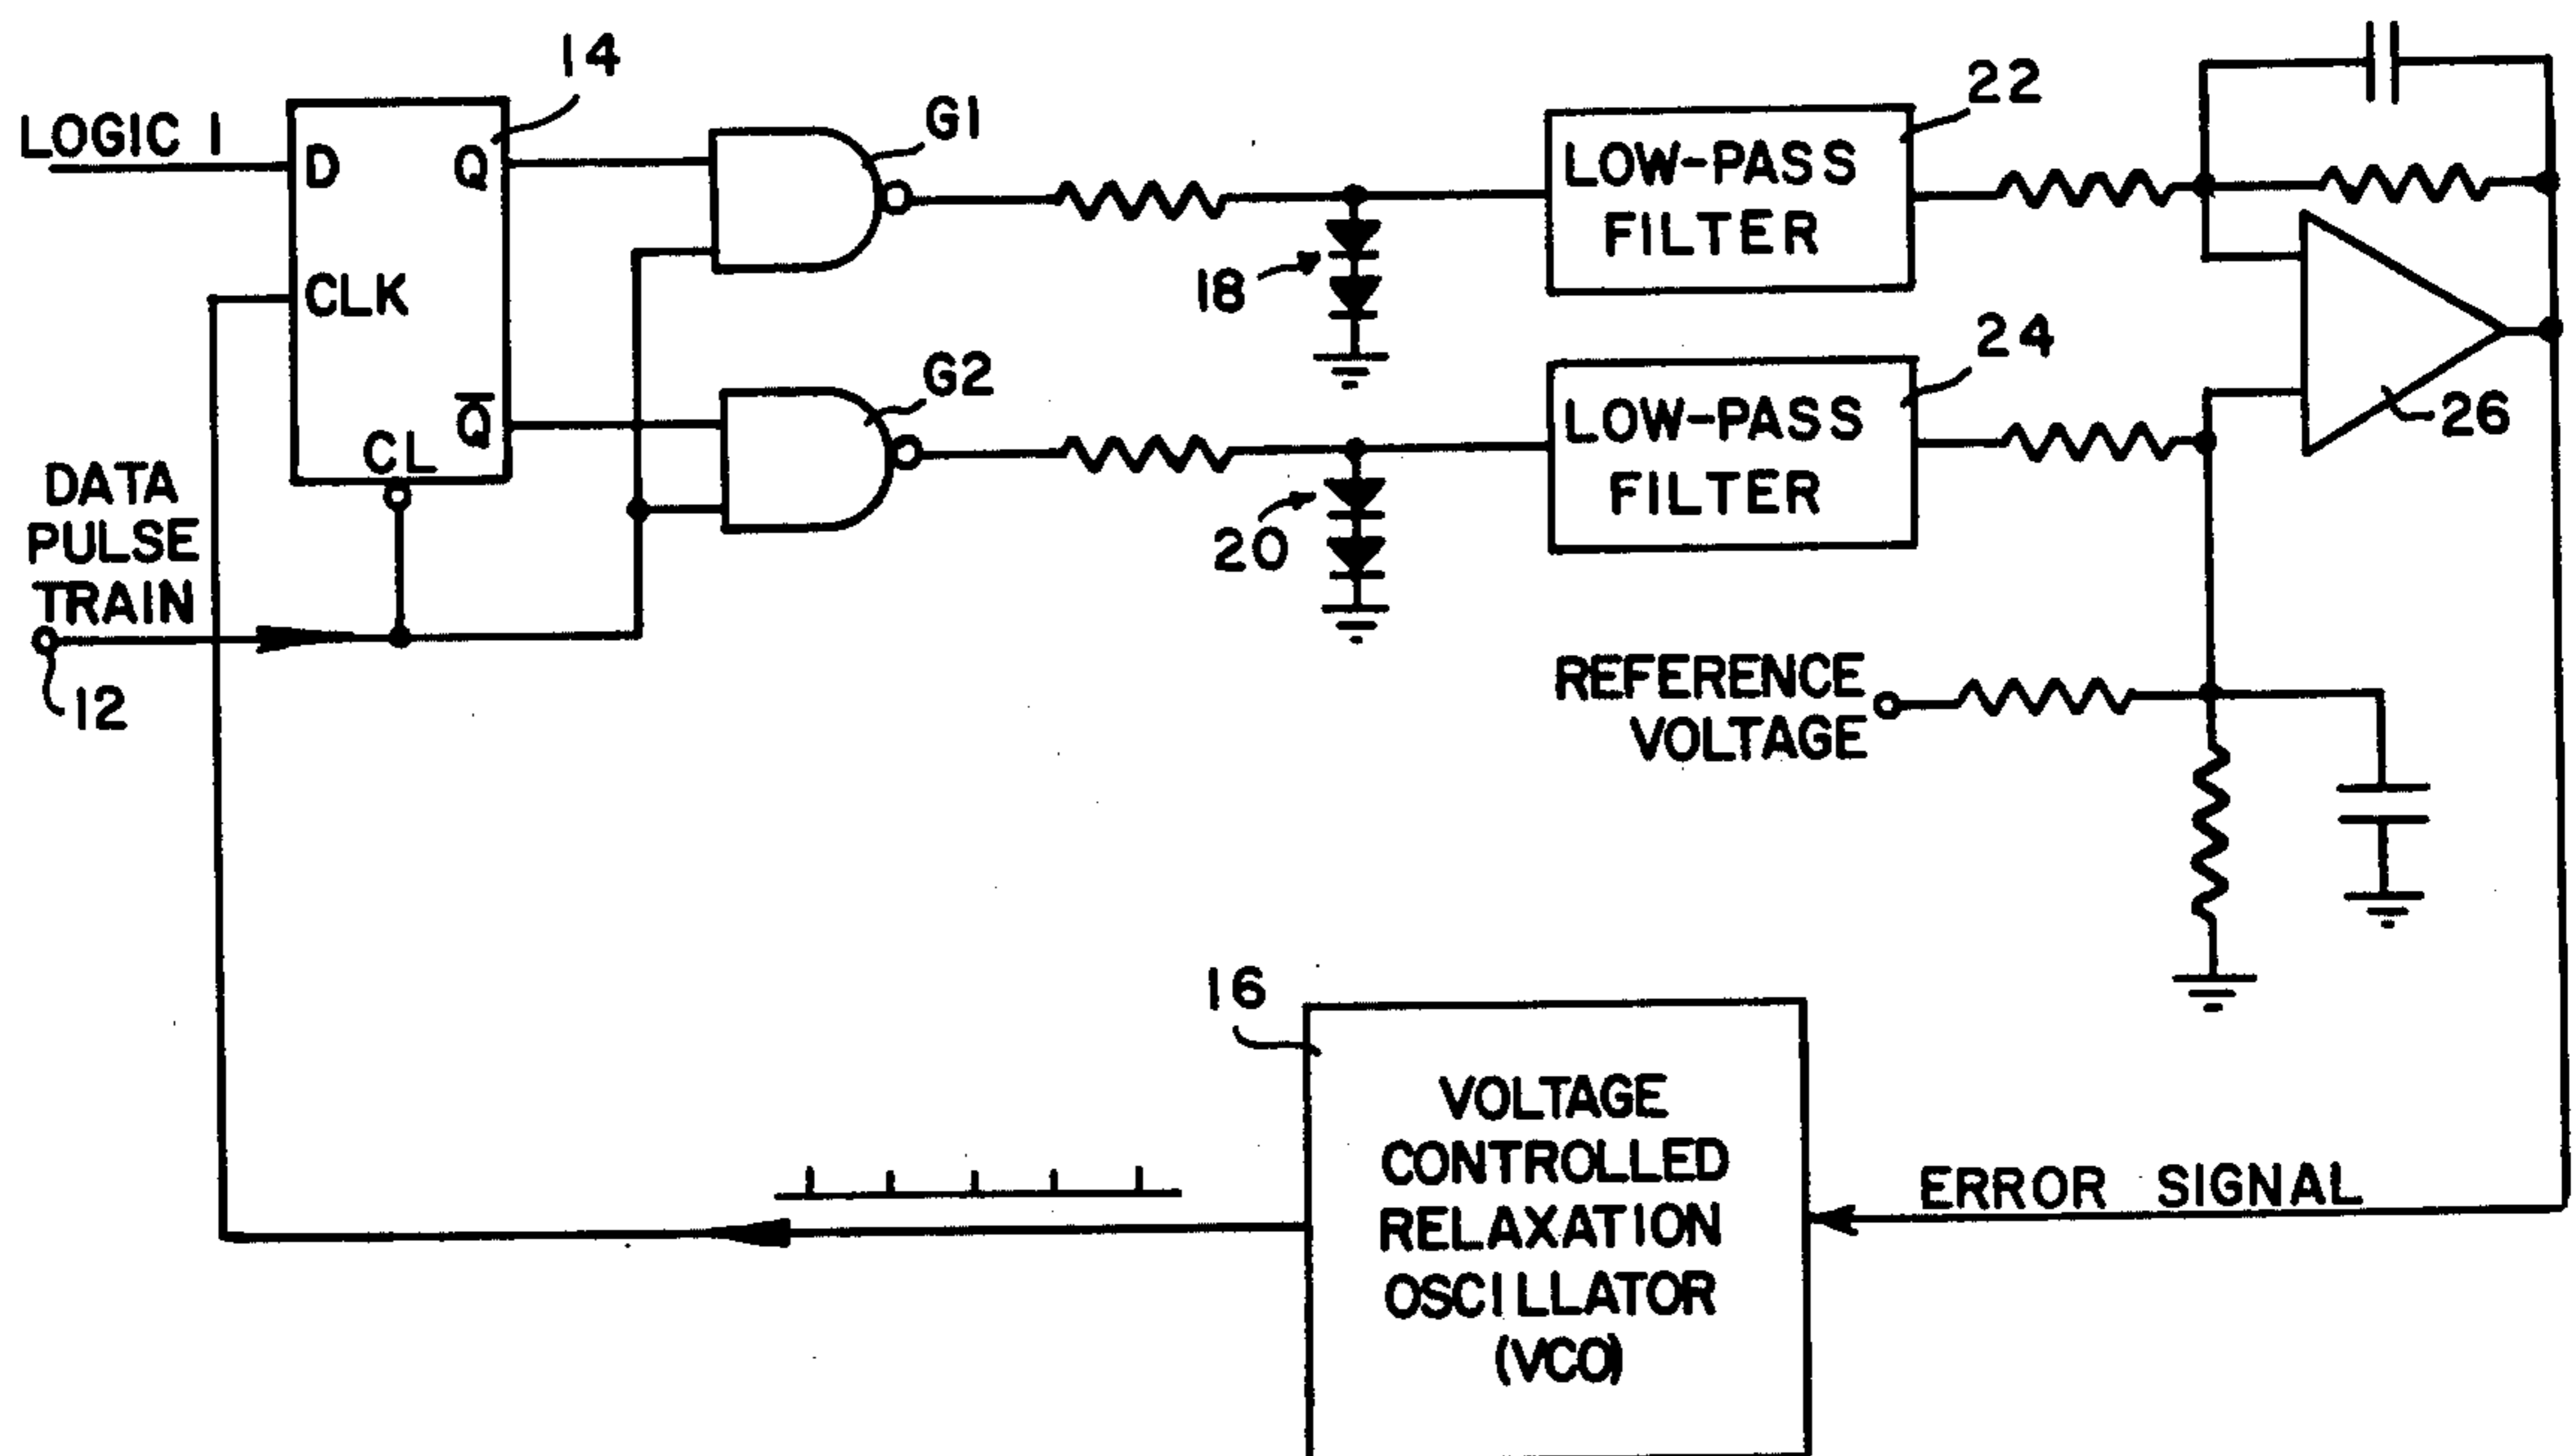 14
LOGIC 1
D
Q
G1
22
LOW-PASS
FILTER
CLK
18
G2
24
Q̅
CL
LOW-PASS
FILTER
26
DATA
PULSE
TRAIN
20
12
REFERENCE
VOLTAGE
16
VOLTAGE
CONTROLLED
RELAXATION
OSCILLATOR
(VCO)
ERROR SIGNAL